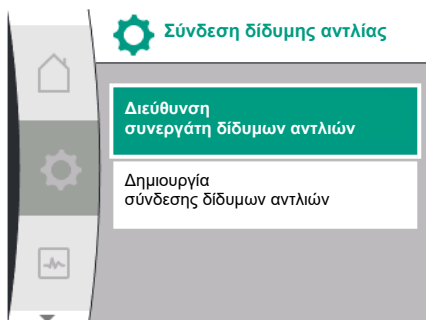 Σύνδεση δίδυμης αντλίας
Διεύθυνση
συνεργάτη δίδυμων αντλιών
Δημιουργία
σύνδεσης δίδυμων αντλιών